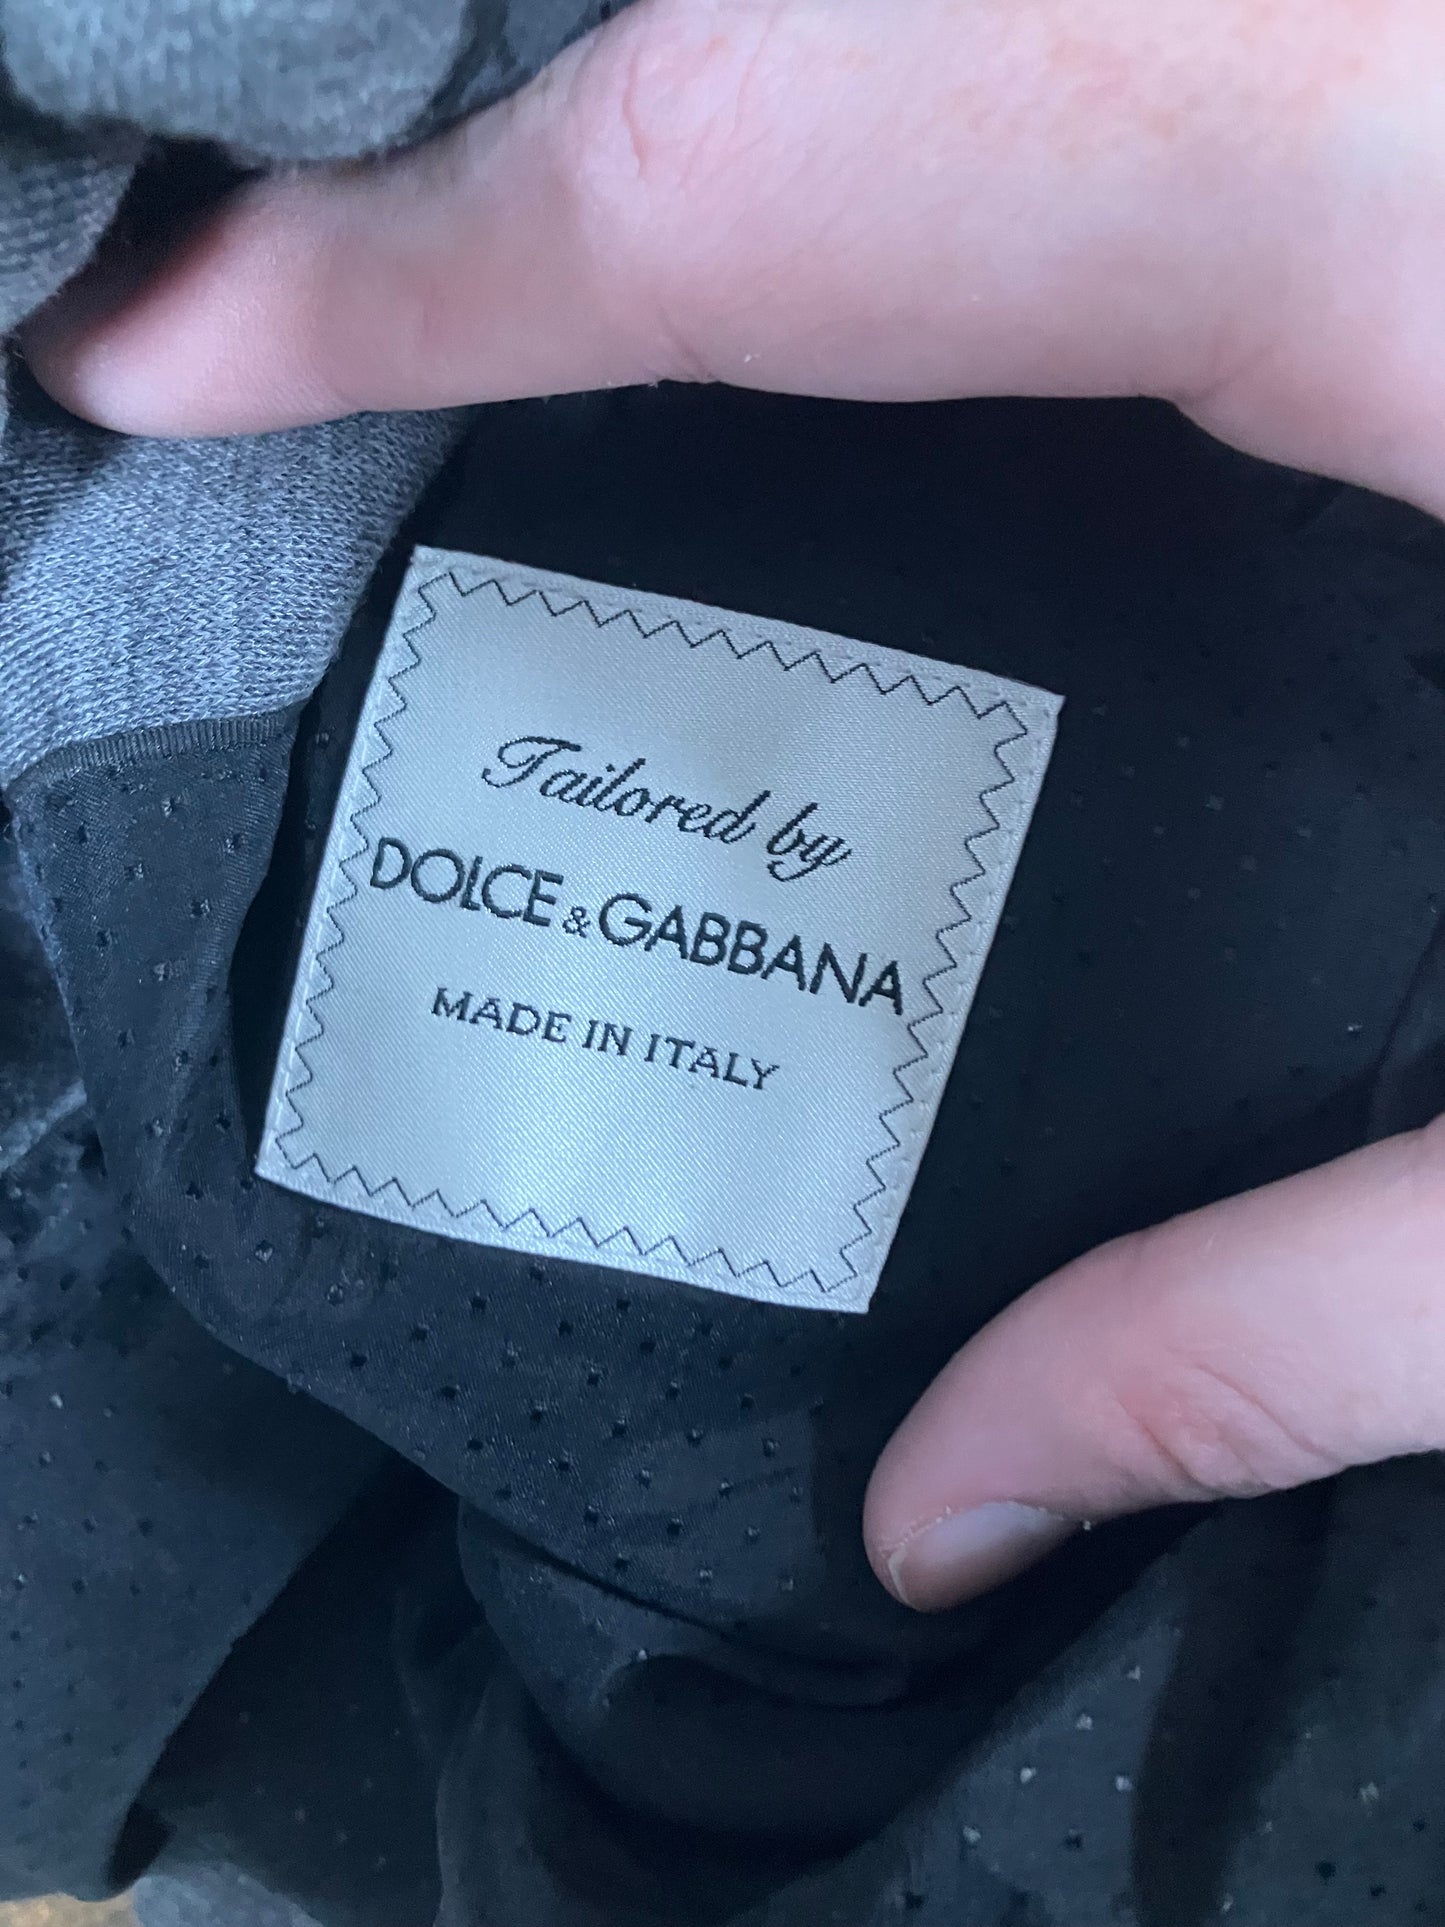 Tailored by
DOLCE & GABBANA
MADE IN ITALY